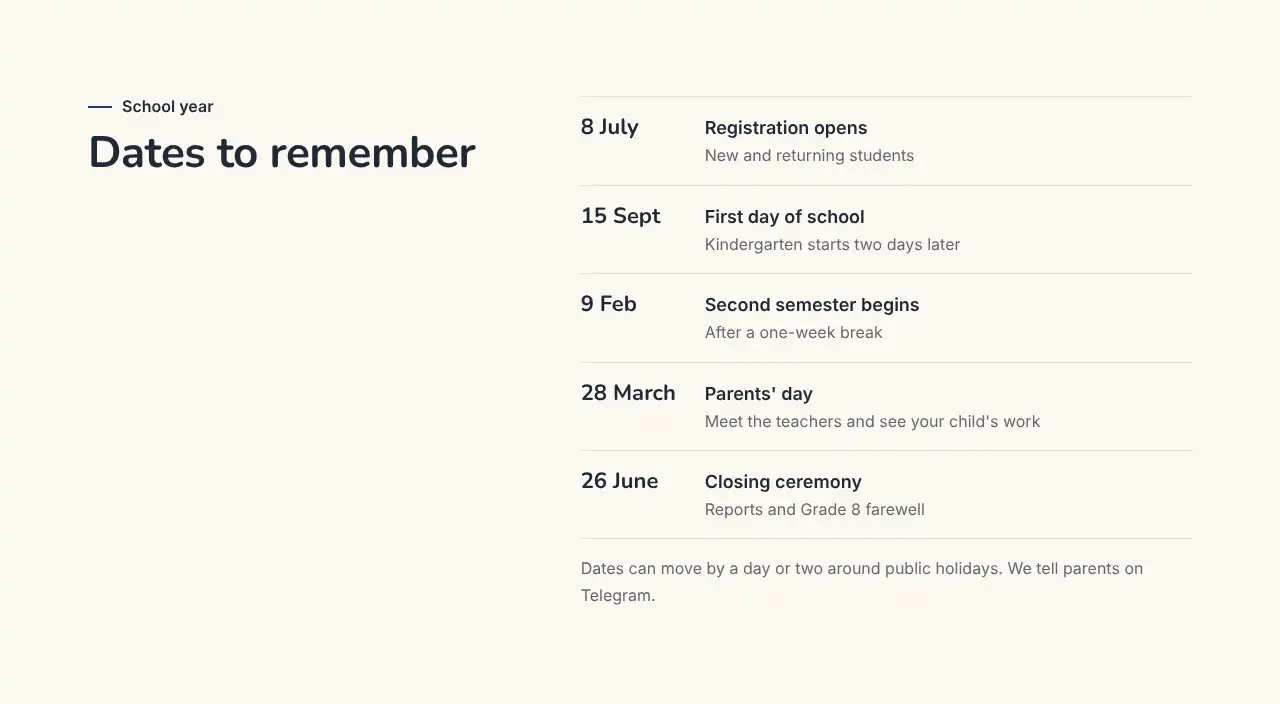 School year
Dates to remember
8 July
Registration opens
New and returning students
15 Sept
First day of school
Kindergarten starts two days later
9 Feb
Second semester begins
After a one-week break
28 March
Parents' day
Meet the teachers and see your child's work
26 June
Closing ceremony
Reports and Grade 8 farewell
Dates can move by a day or two around public holidays. We tell parents on
Telegram.